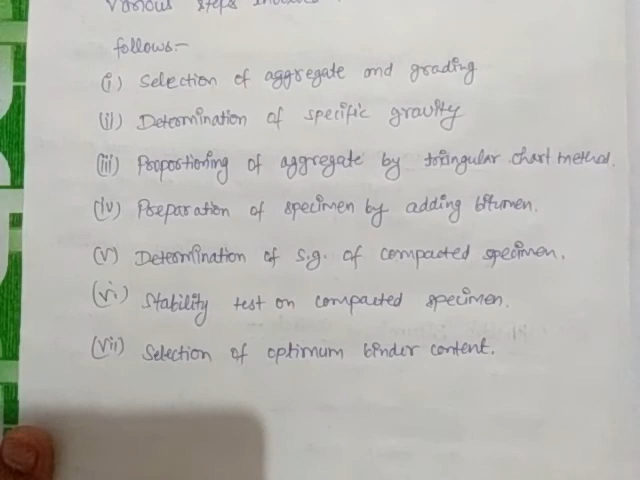 Various steps
follows:-
(i) Selection of aggregate and grading
(ii) Determination of specific gravity
(iii) Proportioning of aggregate by triangular chart method.
(iv) Preparation of specimen by adding bitumen.
(v) Determination of s.g. of compacted specimen.
(vi) Stability test on compacted specimen.
(vii) Selection of optimum binder content.